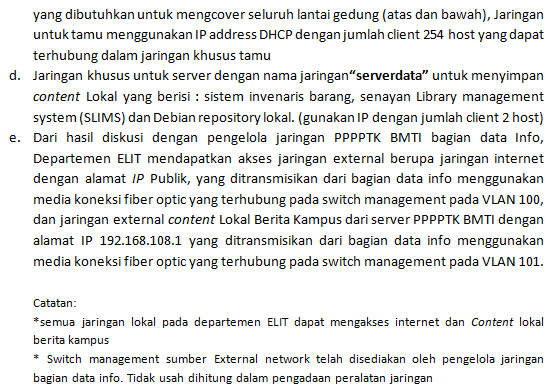 yang dibutuhkan untuk mengcover seluruh lantai gedung (atas dan bawah), Jaringan
untuk tamu menggunakan IP address DHCP dengan jumlah client 254 host yang dapat
terhubung dalam jaringan khusus tamu
d. Jaringan khusus untuk server dengan nama jaringan“serverdata” untuk menyimpan
content Lokal yang berisi : sistem invenaris barang, senayan Library management
system (SLIMS) dan Debian repository lokal. (gunakan IP dengan jumlah client 2 host)
e. Dari hasil diskusi dengan pengelola jaringan PPPPTK BMTI bagian data Info,
Departemen ELIT mendapatkan akses jaringan external berupa jaringan internet
dengan alamat IP Publik, yang ditransmisikan dari bagian data info menggunakan
media koneksi fiber optic yang terhubung pada switch management pada VLAN 100,
dan jaringan external content Lokal Berita Kampus dari server PPPPTK BMTI dengan
alamat IP 192.168.108.1 yang ditransmisikan dari bagian data info menggunakan
media koneksi fiber optic yang terhubung pada switch management pada VLAN 101.
Catatan:
*semua jaringan lokal pada departemen ELIT dapat mengakses internet dan Content lokal
berita kampus
* Switch management sumber External network telah disediakan oleh pengelola jaringan
bagian data info. Tidak usah dihitung dalam pengadaan peralatan jaringan